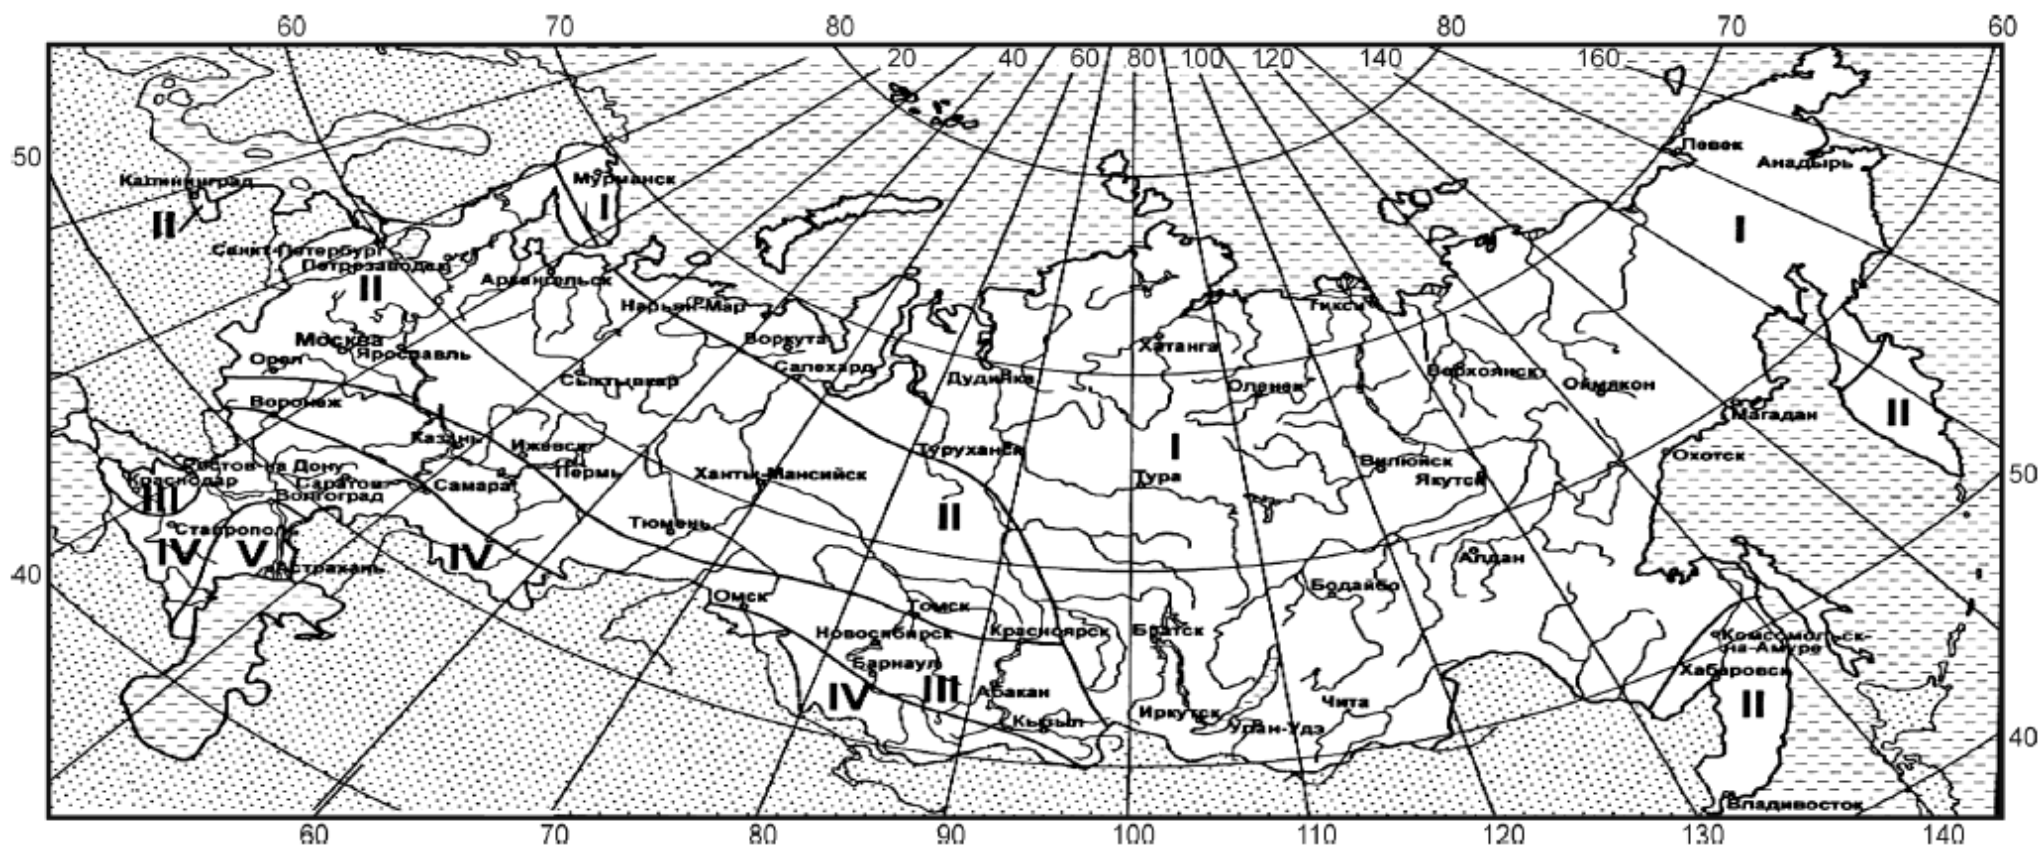 60 70 80 80 70 60
20 40 60 80 100 120 140 160
50
Певек
Анадырь
Калининград
Мурманск
I
II
I
Санкт-Петербург
Петрозаводск
Архангельск
II
Нарьян-Мар
Тикси
Москва
Ярославль
Воркута
Хатанга
Орел
Салехард
Сыктывкар
Дудинка
Оленек
Верхоянск
Оймякон
Воронеж
Магадан
II
Казань
Ижевск
Туруханск
I
Охотск
Ростов-на Дону
Пермь
Ханты-Мансийск
Вилюйск
50
Краснодар
Саратов
Самара
Тура
Якутск
Волгоград
III
II
Ставрополь
Тюмень
IV
V
IV
Астрахань
Алдан
40
Бодайбо
Омск
Томск
Новосибирск
Красноярск
Братск
Комсомольск-
на-Амуре
Барнаул
Хабаровск
IV
III
Абакан
Чита
II
Кызыл
Иркутск
Улан-Удэ
40
Владивосток
60 70 80 90 100 110 120 130 140